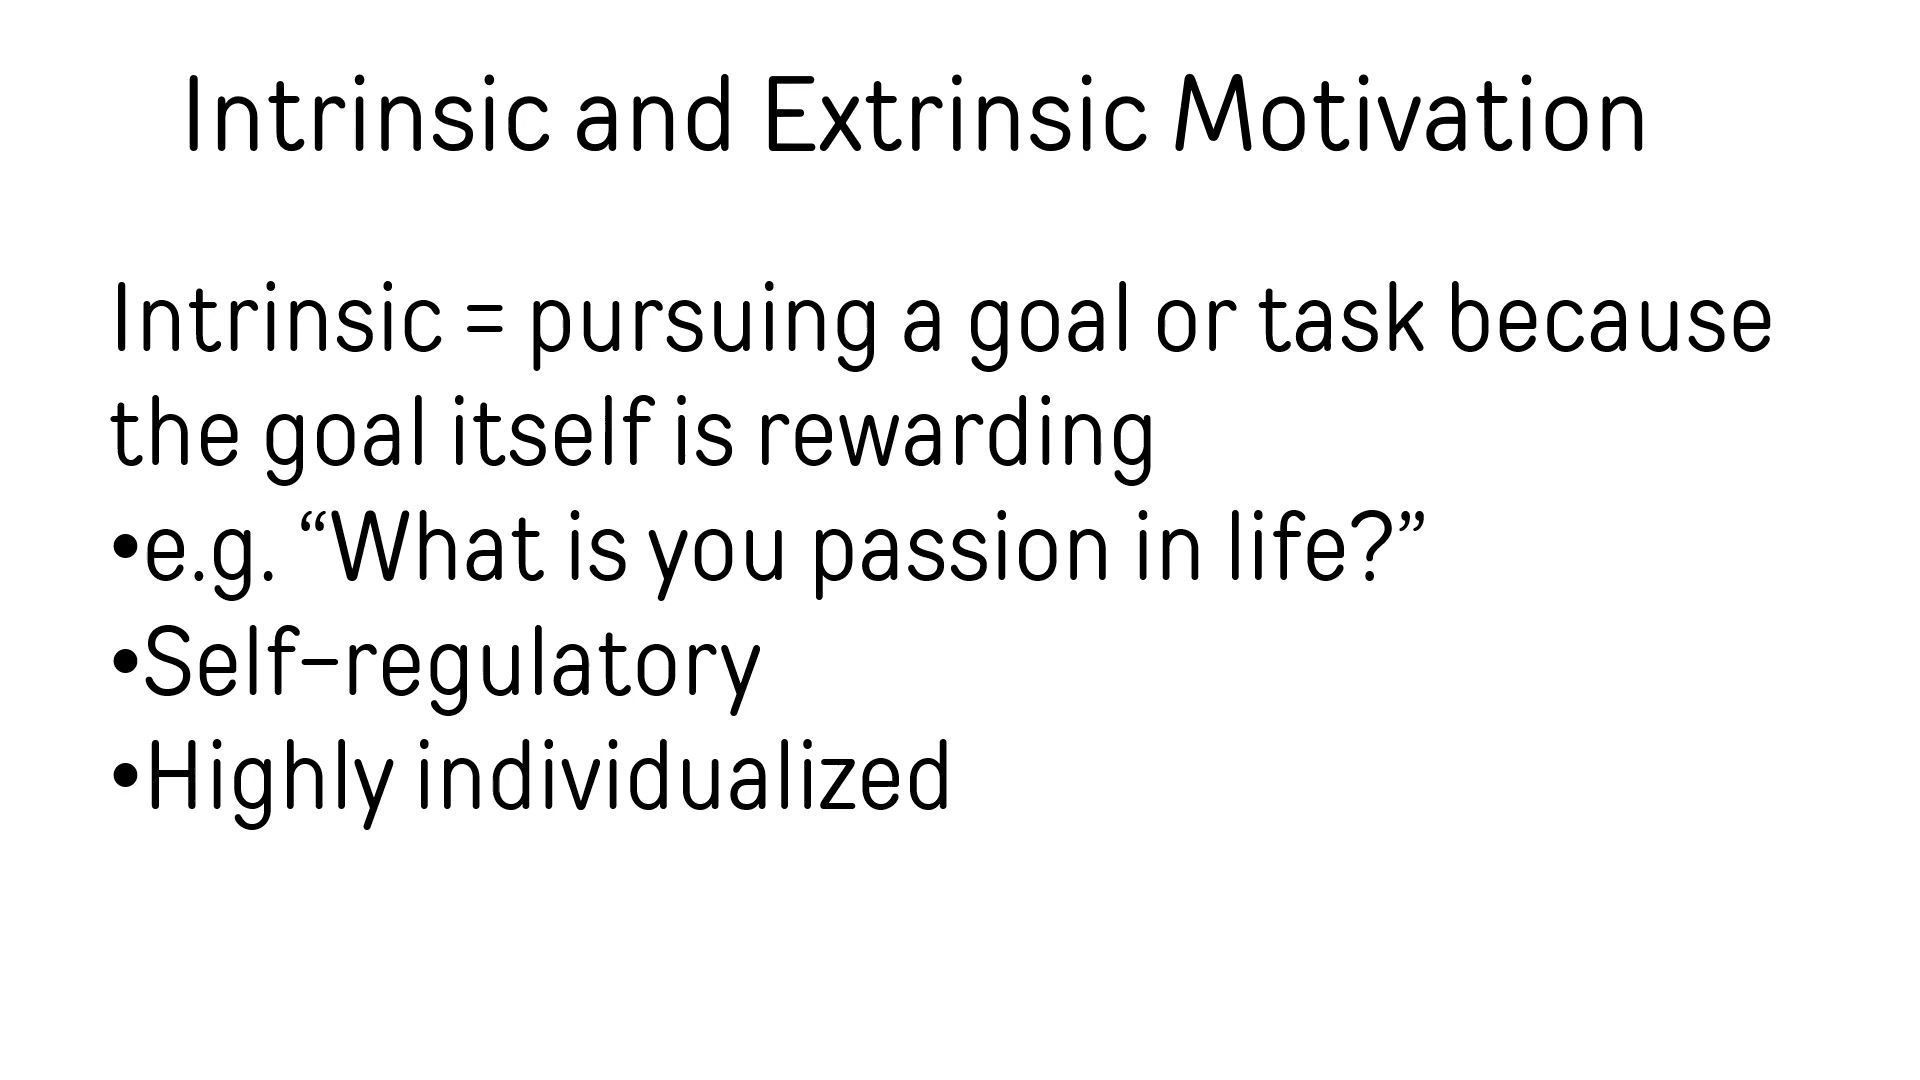 Intrinsic and Extrinsic Motivation
Intrinsic = pursuing a goal or task because
the goal itself is rewarding
•e.g. “What is you passion in life?”
•Self-regulatory
•Highly individualized